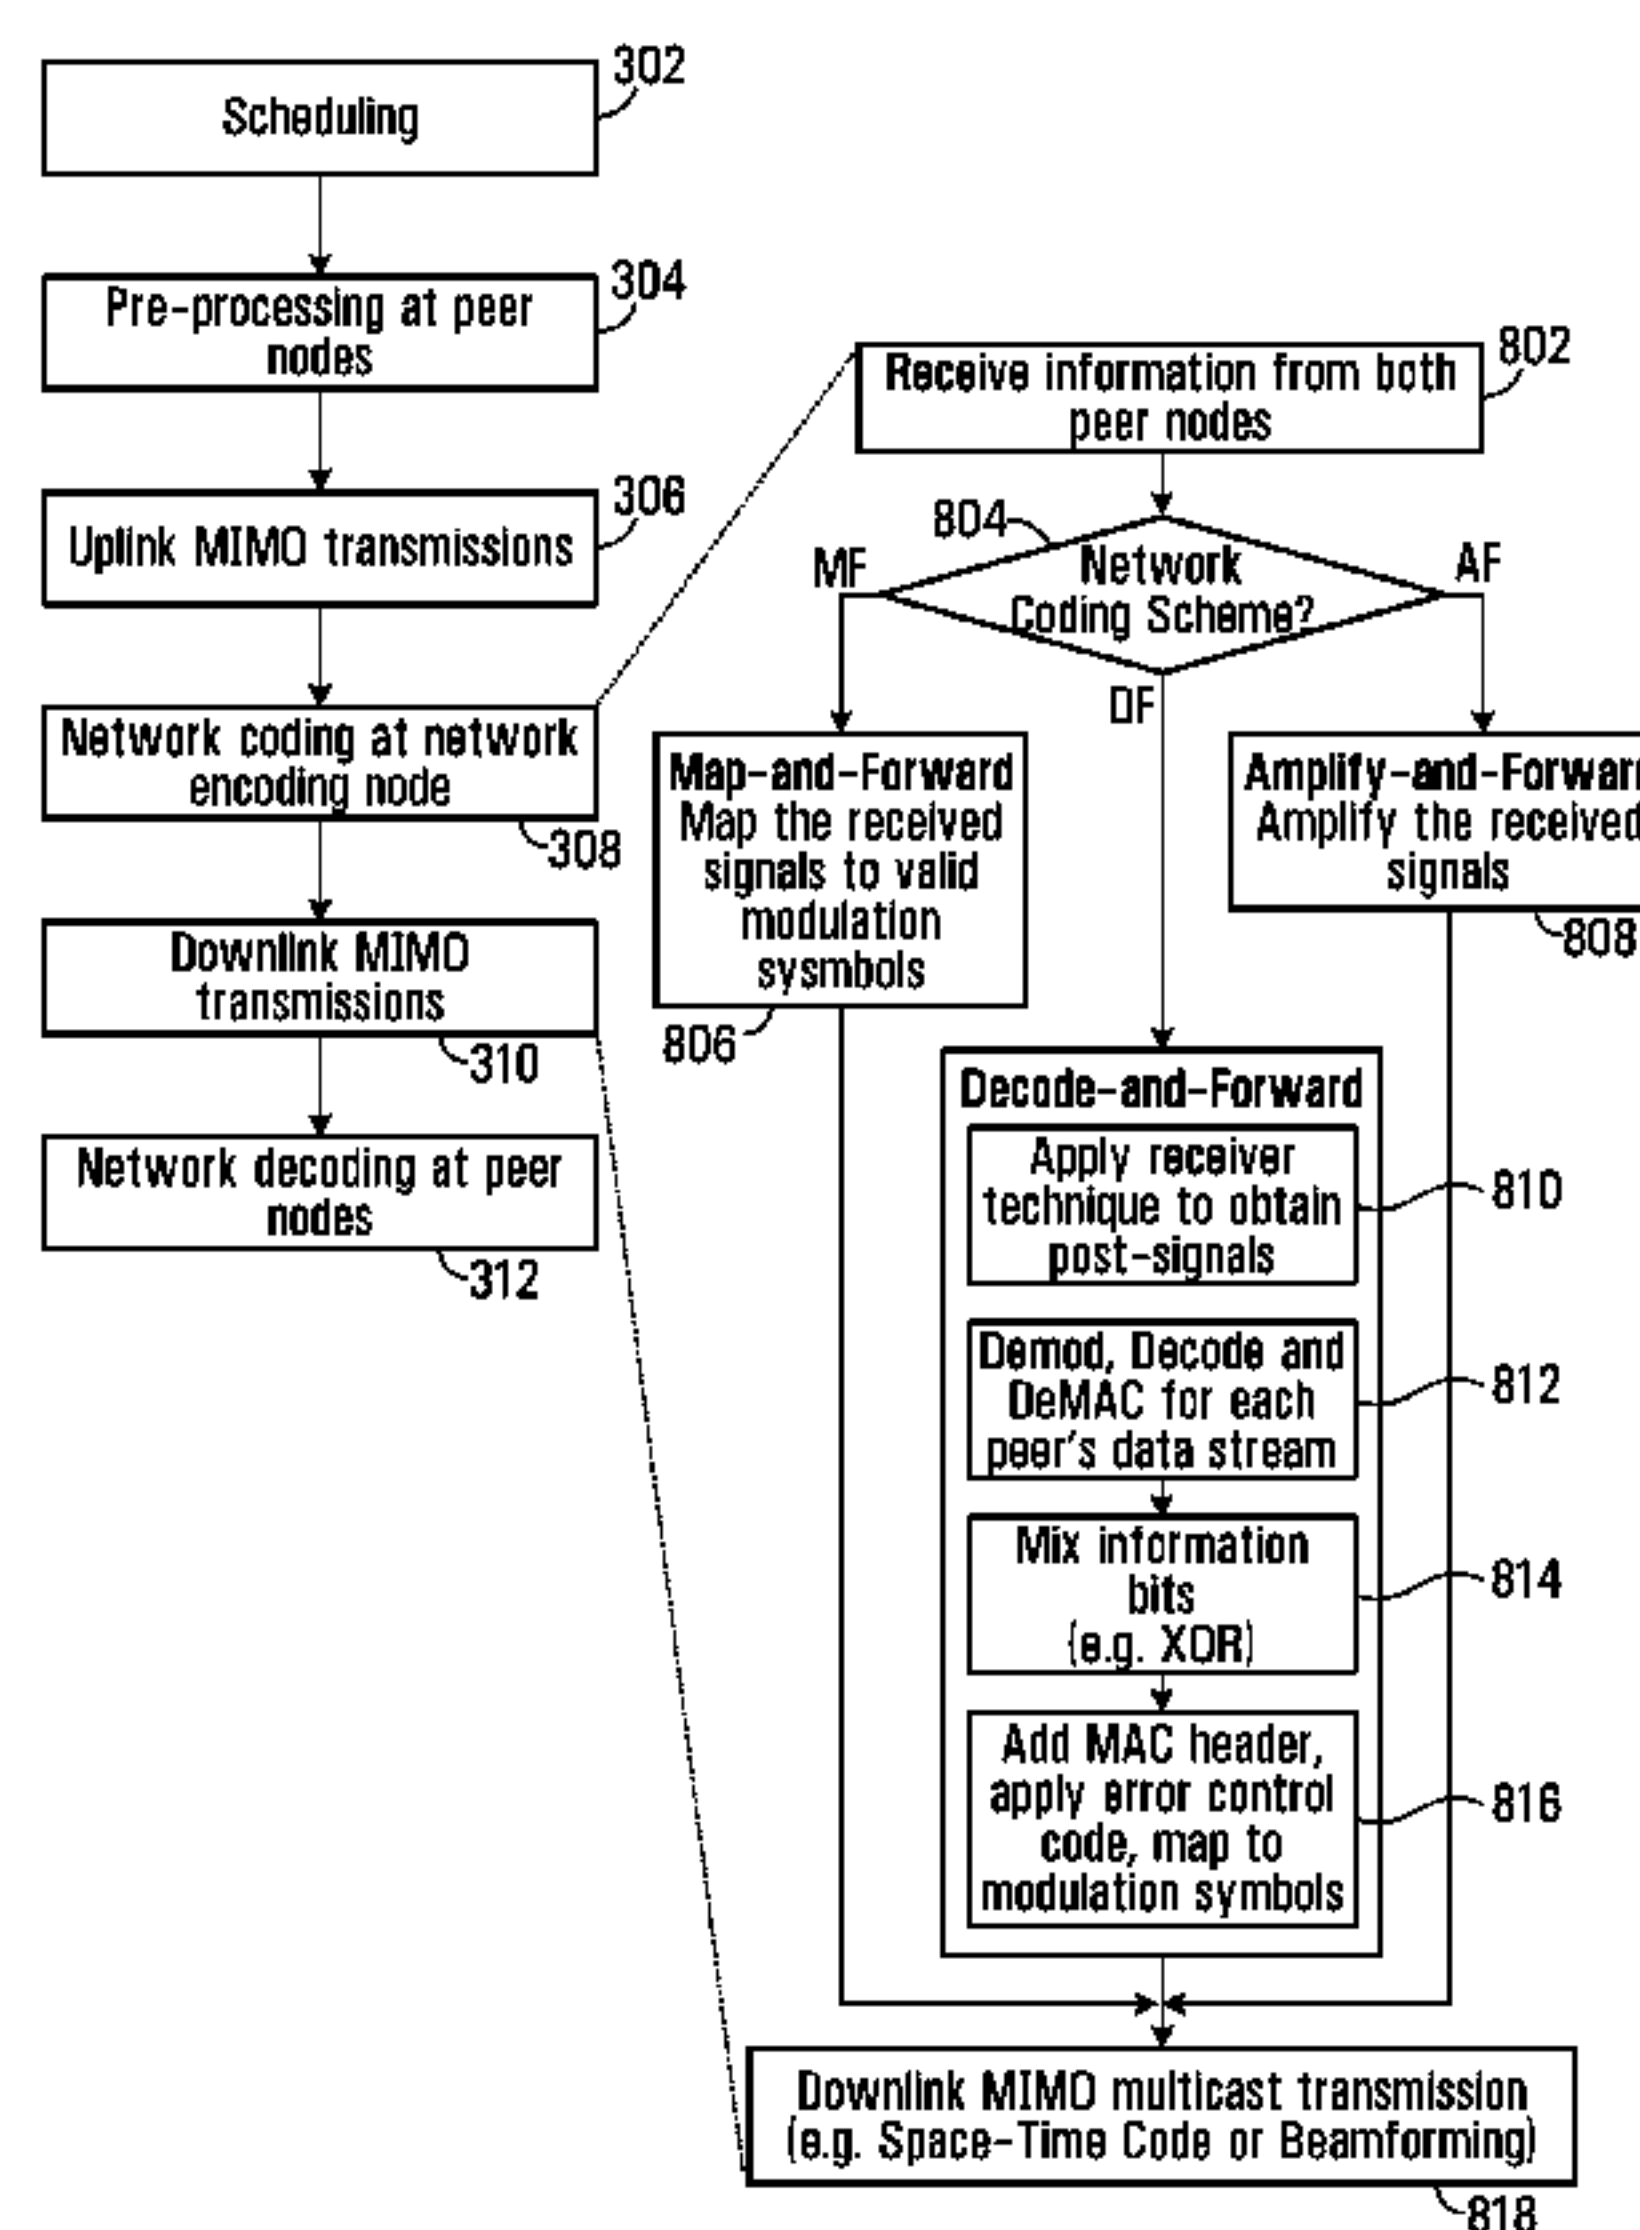 302
Scheduling
304
Pre-processing at peer
nodes
306
Uplink MIMO transmissions
Network coding at network
encoding node
308
Downlink MIMO
transmissions
310
Network decoding at peer
nodes
312
802
Receive information from both
peer nodes
804
Network
Coding Scheme?
MF
AF
DF
Map-and-Forward
Map the received
signals to valid
modulation
sysmbols
806
Amplify-and-Forward
Amplify the received
signals
808
Decode-and-Forward
Apply receiver
technique to obtain
post-signals
810
Demod, Decode and
DeMAC for each
peer's data stream
812
Mix information
bits
(e.g. XOR)
814
Add MAC header,
apply error control
code, map to
modulation symbols
816
Downlink MIMO multicast transmission
(e.g. Space-Time Code or Beamforming)
818